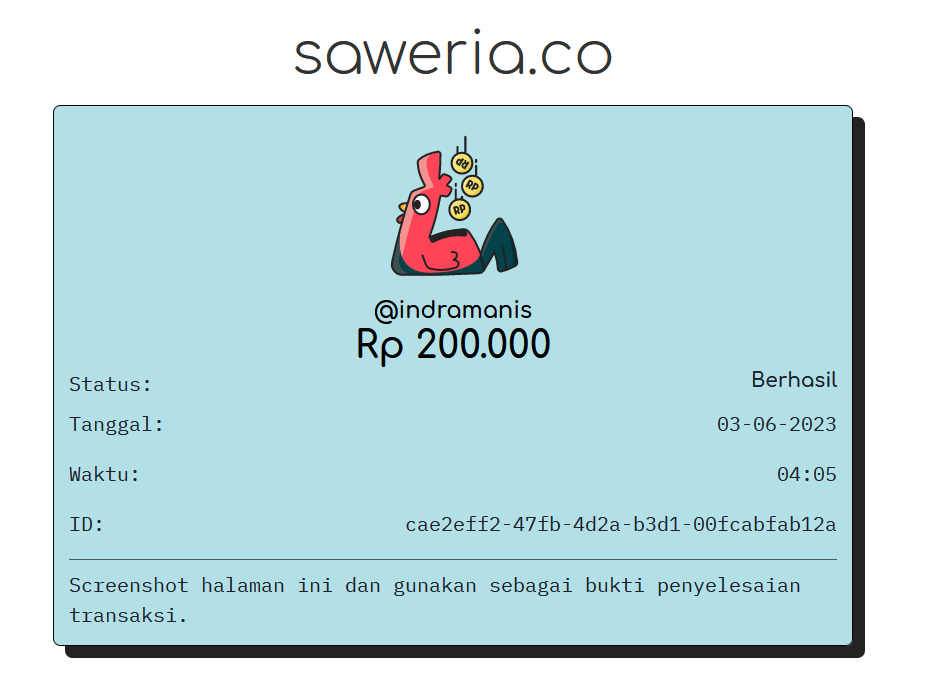 saweria.co
RP
RP
RP
@indramanis
Rp 200.000
Status: Berhasil
Tanggal: 03-06-2023
Waktu: 04:05
ID: cae2eff2-47fb-4d2a-b3d1-00fcabfab12a
Screenshot halaman ini dan gunakan sebagai bukti penyelesaian
transaksi.